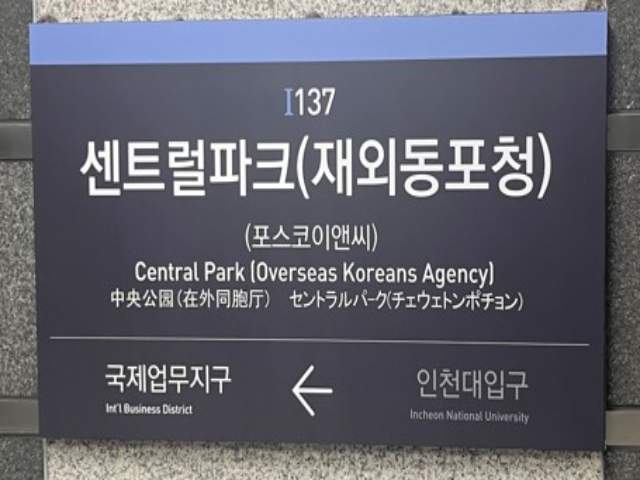 I137
센트럴파크(재외동포청)
(포스코이앤씨)
Central Park (Overseas Koreans Agency)
中央公园(在外同胞厅) セントラルパーク(チェウェトンポチョン)
국제업무지구 ← 인천대입구
Int'l Business District Incheon National University